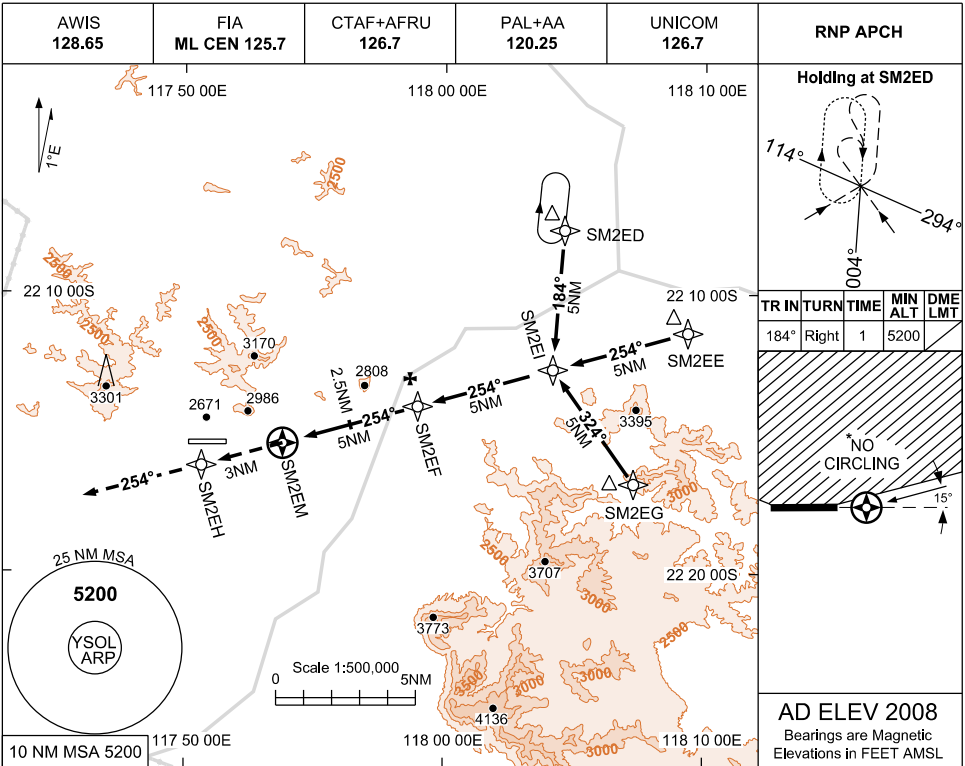 AWIS
128.65
FIA
ML CEN 125.7
CTAF+AFRU
126.7
PAL+AA
120.25
UNICOM
126.7
RNP APCH
117 50 00E
118 00 00E
118 10 00E
1°E
2500
2500
2500
2500
2500
22 10 00S
22 10 00S
3301
3170
2671
2986
2808
SM2ED
184°
5NM
SM2EI
SM2EE
254°
5NM
254°
5NM
254°
5NM
2.5NM
SM2EF
324°
5NM
3395
SM2EG
3000
SM2EM
3NM
SM2EH
254°
25 NM MSA
5200
YSOL
ARP
10 NM MSA 5200
2500
3707
3000
22 20 00S
2500
3773
3500
3000
3000
4136
3000
Scale 1:500,000
0
5NM
117 50 00E
118 00 00E
118 10 00E
Holding at SM2ED
114°
294°
004°
TR IN TURN TIME MIN ALT DME LMT
184° Right 1 5200
*NO
CIRCLING
15°
AD ELEV 2008
Bearings are Magnetic
Elevations in FEET AMSL